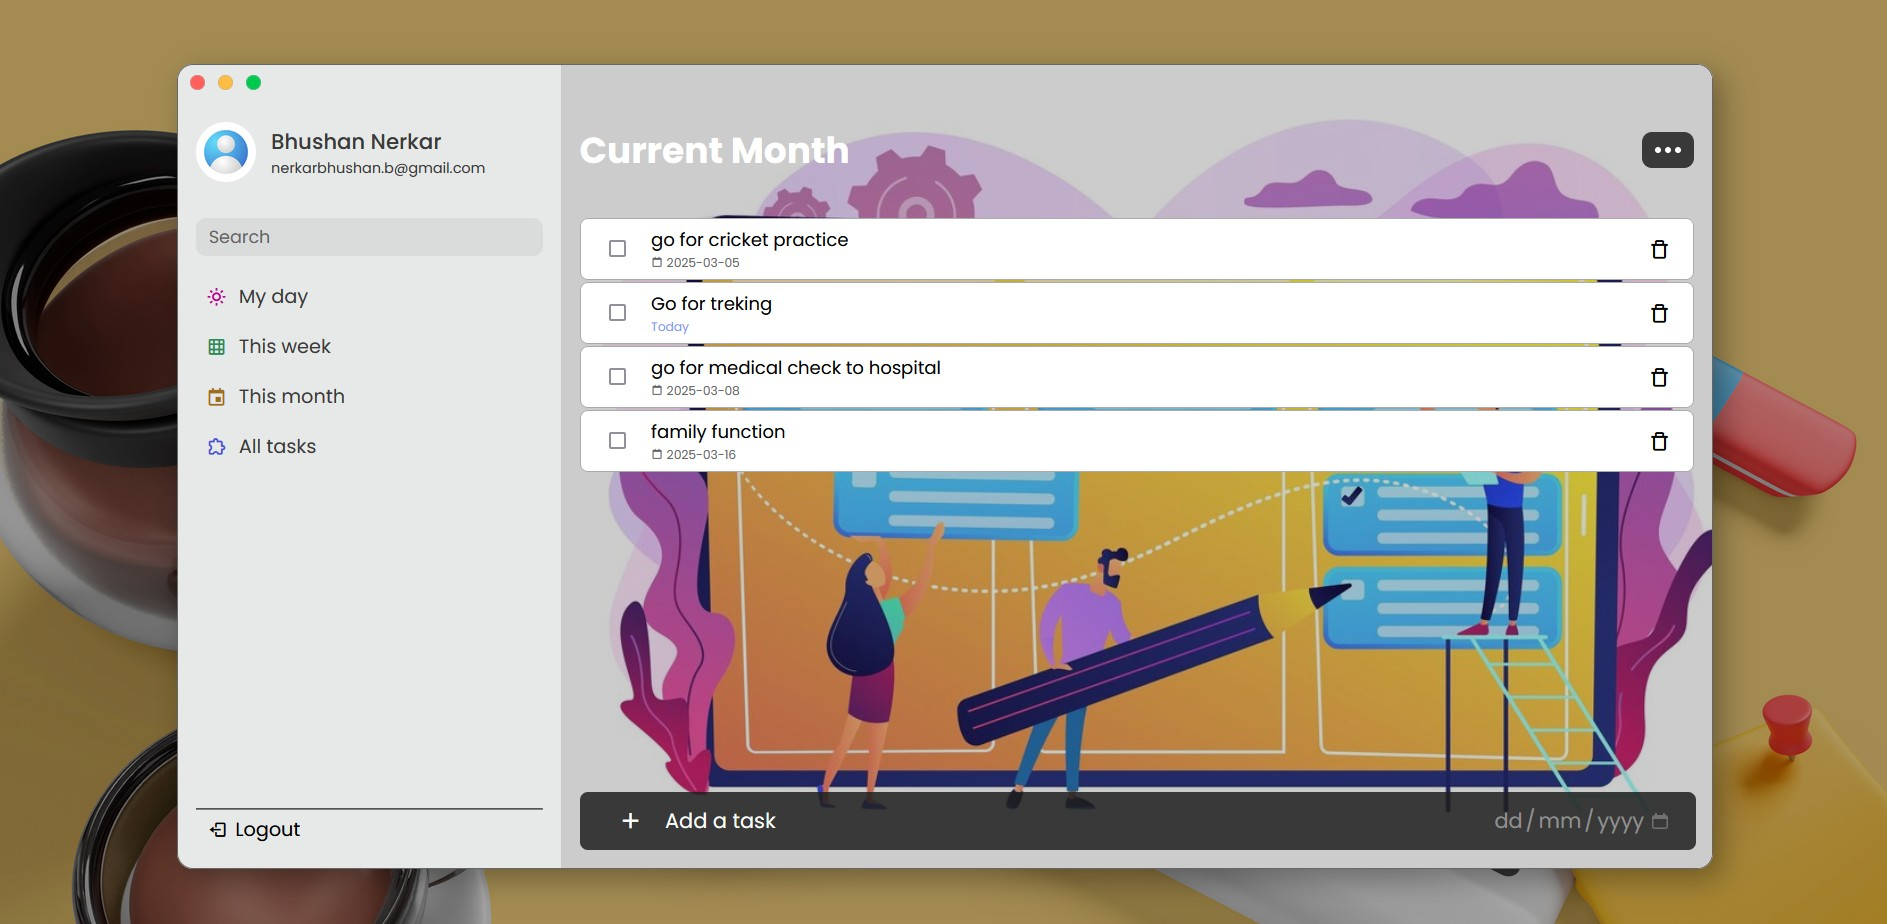 Bhushan Nerkar
nerkarbhushan.b@gmail.com
Search
My day
This week
This month
All tasks
Logout
Current Month
go for cricket practice
2025-03-05
Go for treking
Today
go for medical check to hospital
2025-03-08
family function
2025-03-16
Add a task
dd/mm/yyyy